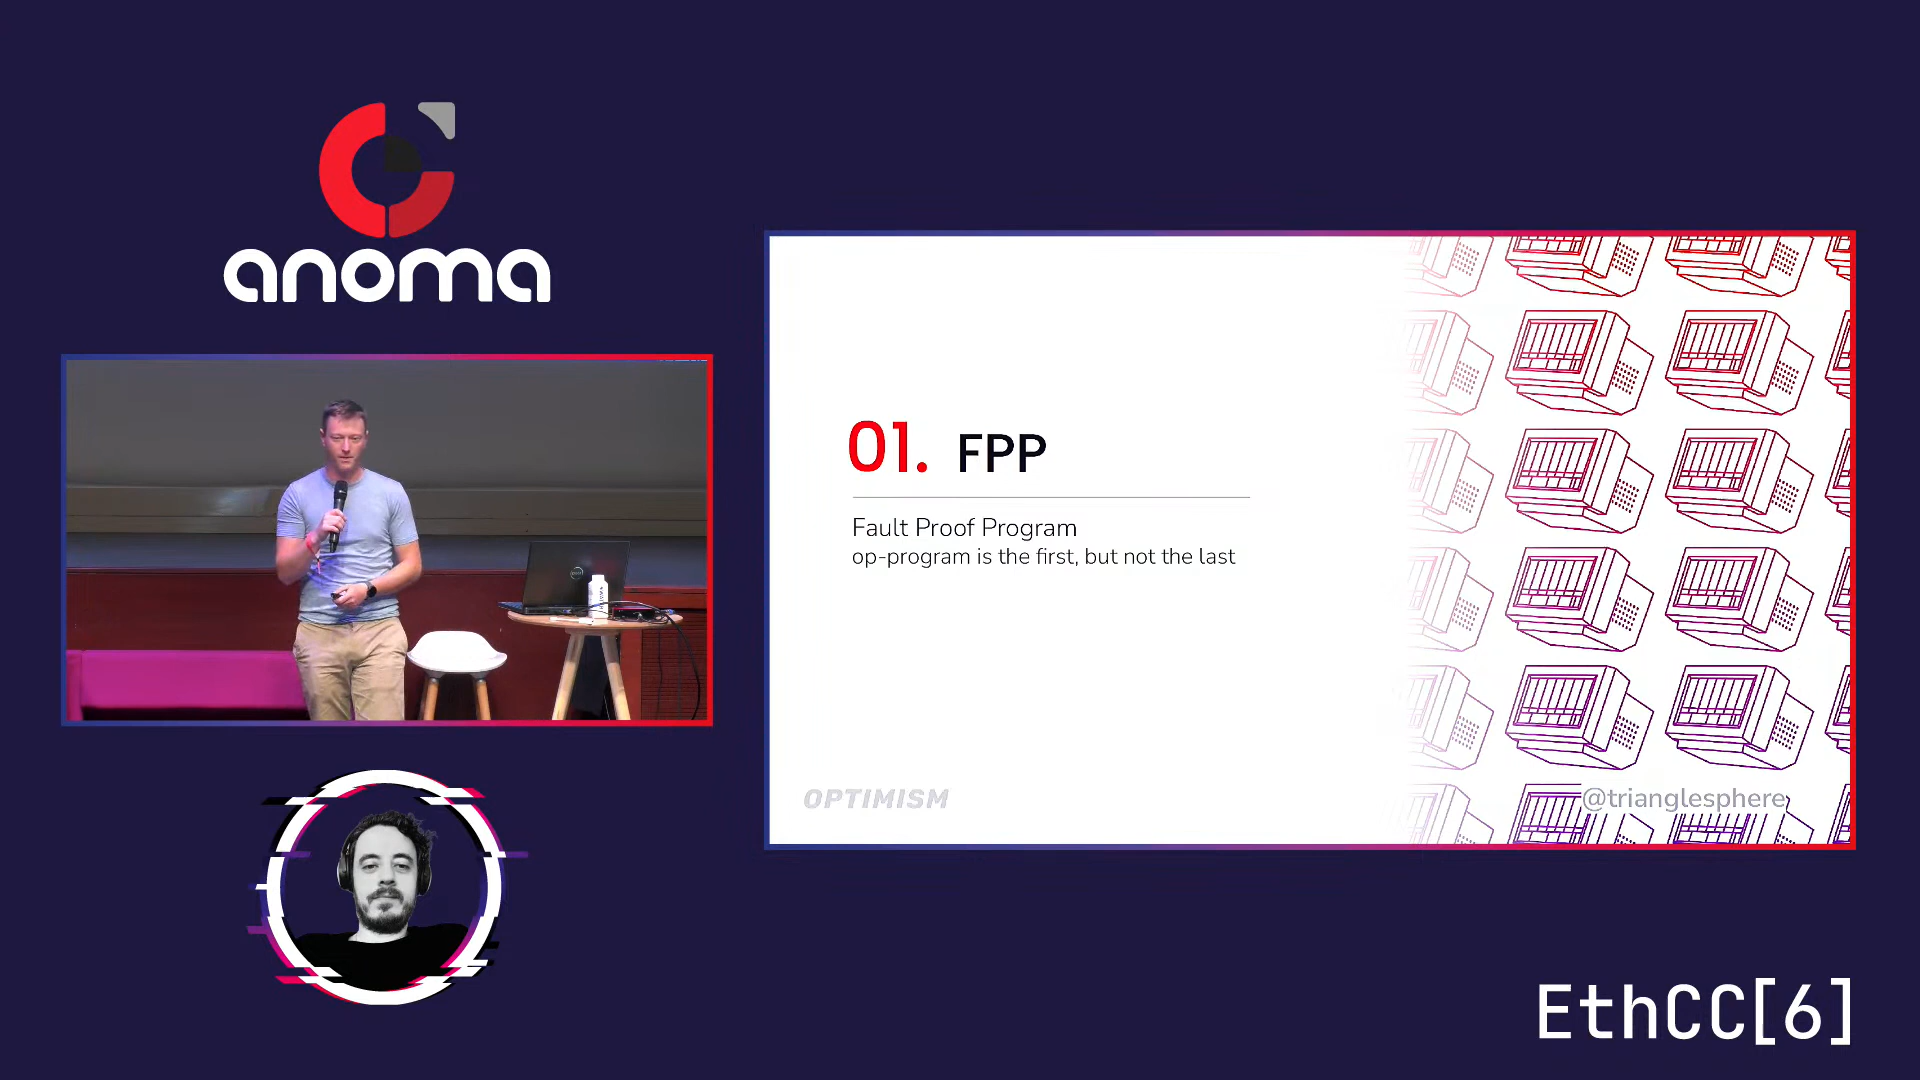 anoma
01. FPP
Fault Proof Program
op-program is the first, but not the last
OPTIMISM
@trianglesphere
EthCC[6]